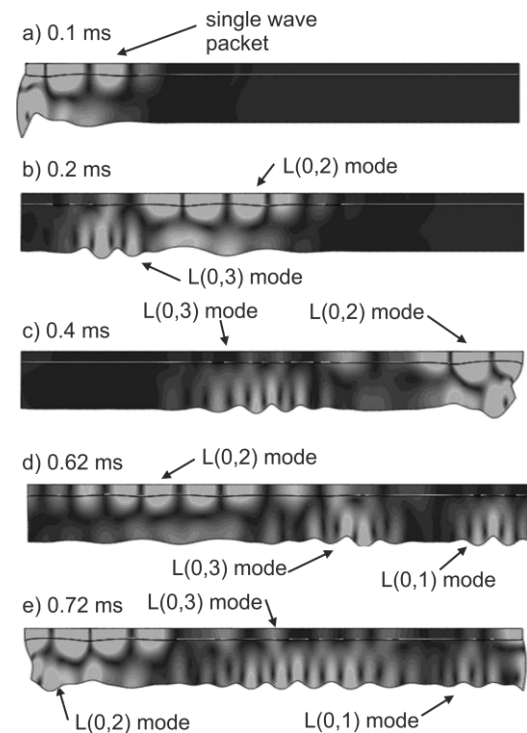 single wave
packet
a) 0.1 ms
b) 0.2 ms
L(0,2) mode
L(0,3) mode
L(0,3) mode
L(0,2) mode
c) 0.4 ms
d) 0.62 ms
L(0,2) mode
L(0,3) mode
L(0,1) mode
L(0,3) mode
e) 0.72 ms
L(0,2) mode
L(0,1) mode